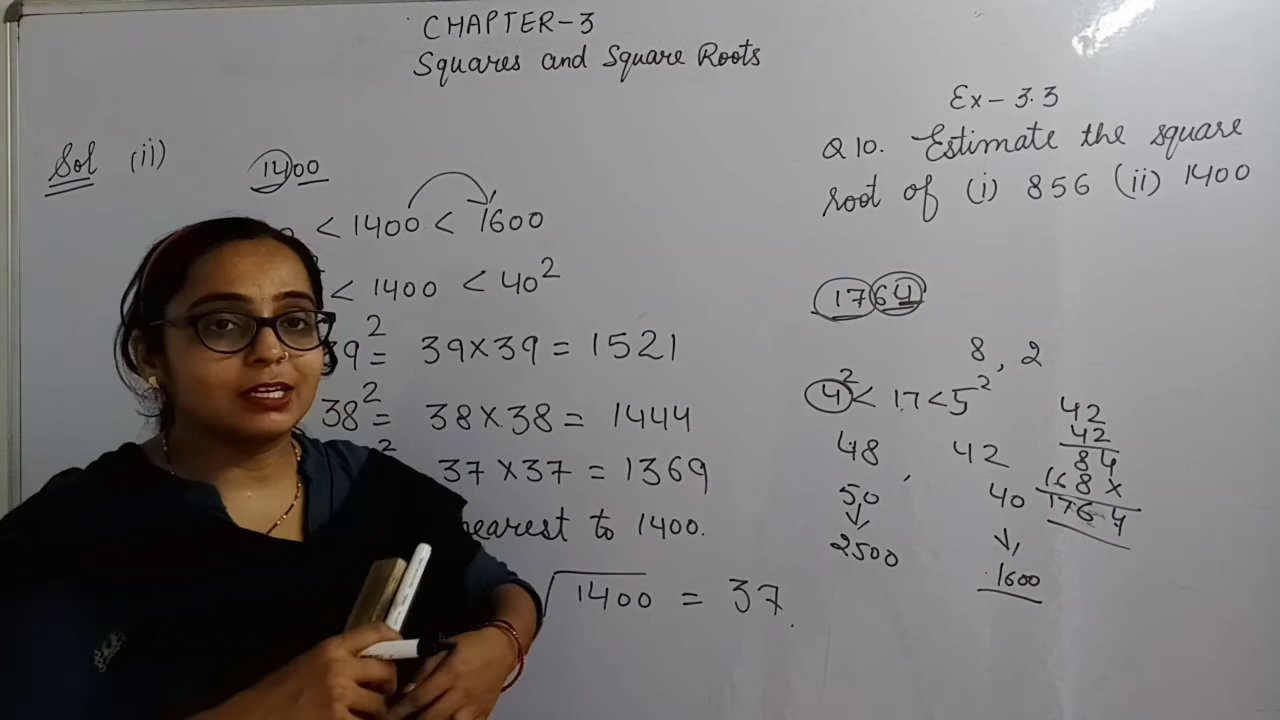 CHAPTER-3
Squares and Square Roots
Ex-3.3
Q10. Estimate the square
root of (i) 856 (ii) 1400
Sol (ii) 1400
< 1400 < 1600
< 1400 < 40²
39² = 39×39 = 1521
38² = 38×38 = 1444
² 37×37 = 1369
nearest to 1400.
√1400 = 37.
1764
8, 2
4² < 17 < 5²
48, 42
50 40
2500 1600
42
42
84
168×
1764